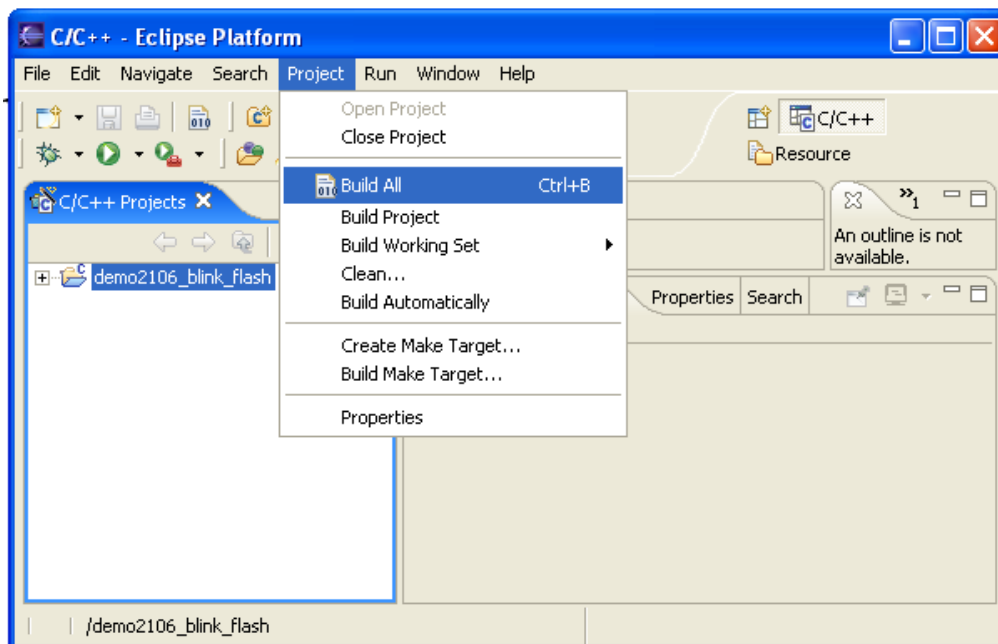 C/C++ - Eclipse Platform
File Edit Navigate Search Project Run Window Help
Open Project
Close Project
Build All Ctrl+B
Build Project
Build Working Set
Clean...
Build Automatically
Create Make Target...
Build Make Target...
Properties
010
C/C++
Resource
C/C++ Projects
demo2106_blink_flash
»1
An outline is not
available.
Properties Search
/demo2106_blink_flash